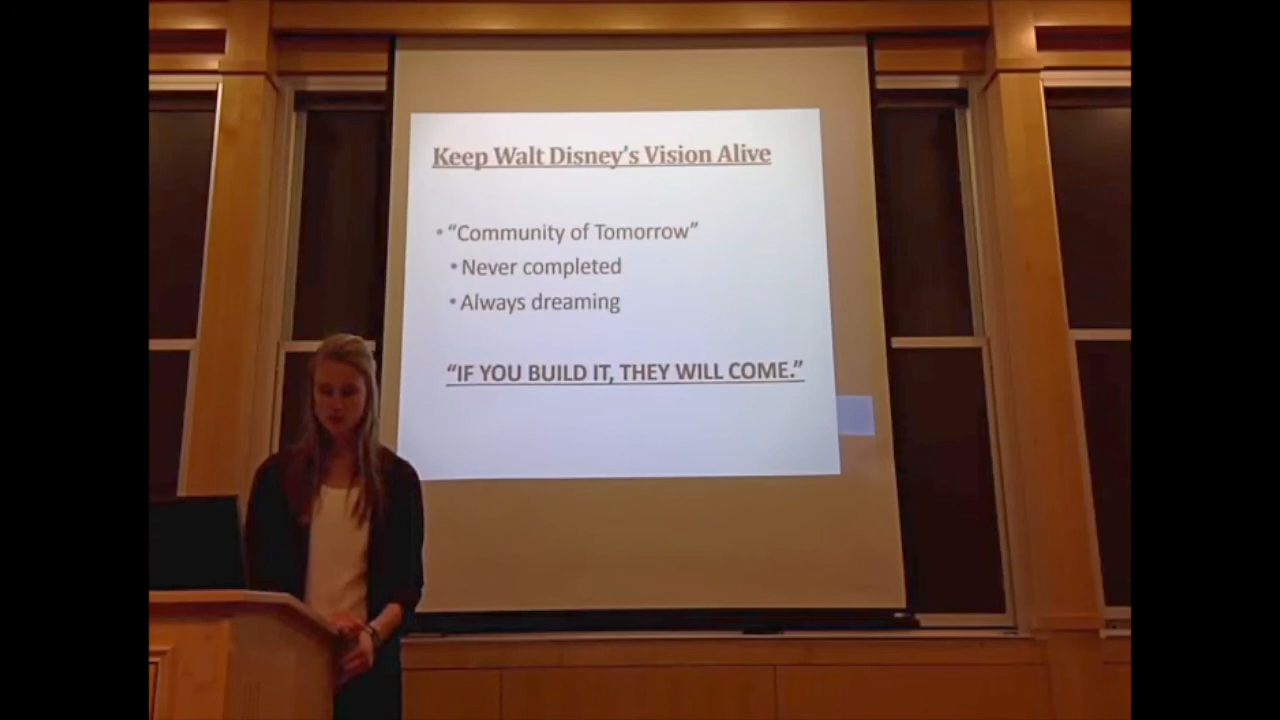 Keep Walt Disney's Vision Alive
• “Community of Tomorrow”
• Never completed
• Always dreaming
“IF YOU BUILD IT, THEY WILL COME.”